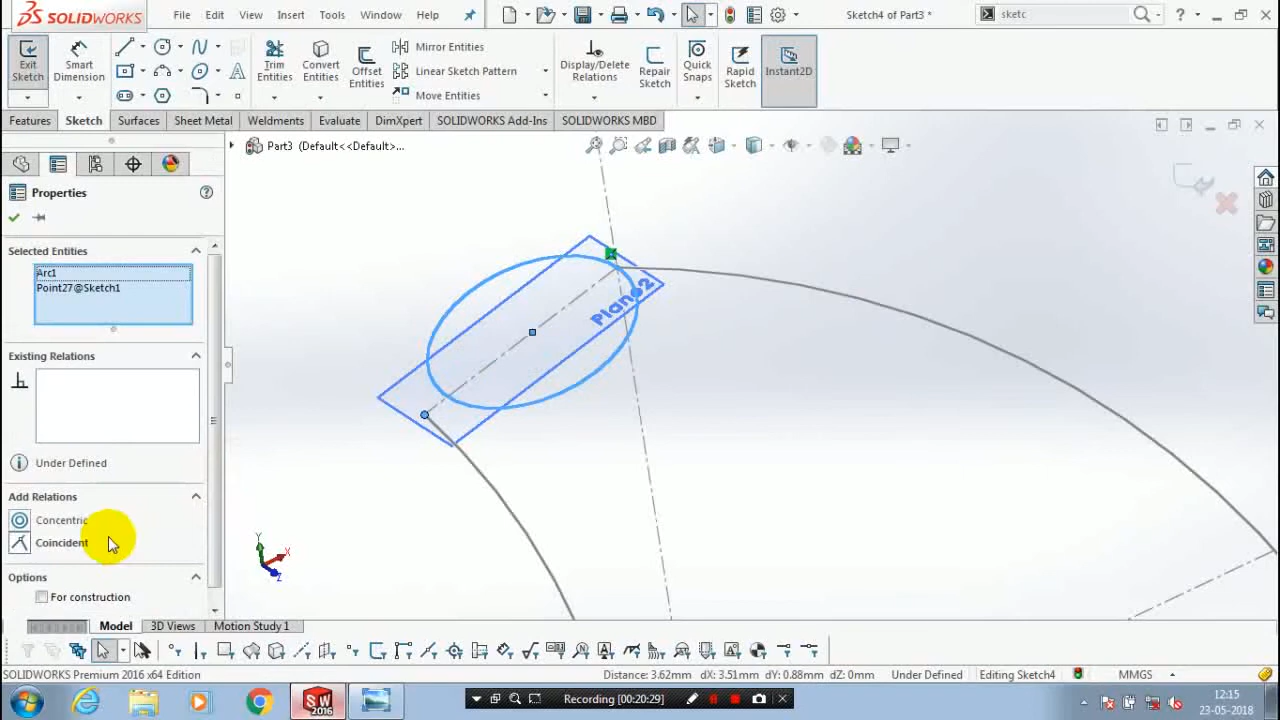 SOLIDWORKS
File Edit View Insert Tools Window Help
Sketch4 of Part3 *
sketc
Exit Sketch
Smart Dimension
Trim Entities
Convert Entities
Offset Entities
Mirror Entities
Linear Sketch Pattern
Move Entities
Display/Delete Relations
Repair Sketch
Quick Snaps
Rapid Sketch
Instant2D
Features Sketch Surfaces Sheet Metal Weldments Evaluate DimXpert SOLIDWORKS Add-Ins SOLIDWORKS MBD
Part3 (Default<<Default>...
Properties
Selected Entities
Arc1
Point27@Sketch1
Existing Relations
Under Defined
Add Relations
Concentric
Coincident
Options
For construction
Plane2
Y
X
Z
Model 3D Views Motion Study 1
SOLIDWORKS Premium 2016 x64 Edition
Distance: 3.62mm dX: 3.51mm dY: 0.88mm dZ: 0mm Under Defined Editing Sketch4 MMGS
SW
2016
Recording [00:20:29]
12:15
23-05-2018